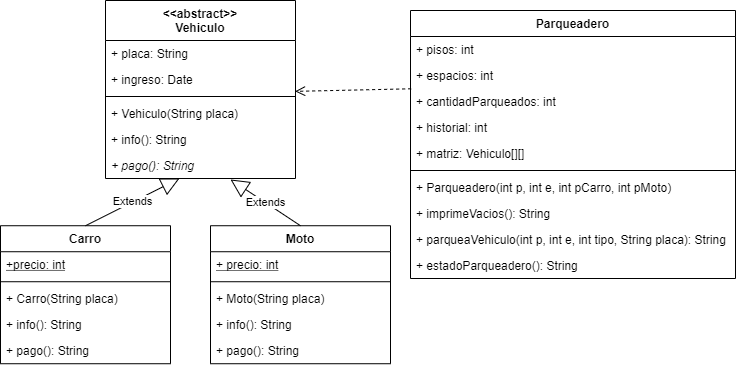 <<abstract>>
Vehiculo
+ placa: String
+ ingreso: Date
+ Vehiculo(String placa)
+ info(): String
+ pago(): String
Parqueadero
+ pisos: int
+ espacios: int
+ cantidadParqueados: int
+ historial: int
+ matriz: Vehiculo[][]
+ Parqueadero(int p, int e, int pCarro, int pMoto)
+ imprimeVacios(): String
+ parqueaVehiculo(int p, int e, int tipo, String placa): String
+ estadoParqueadero(): String
Extends
Extends
Carro
+precio: int
+ Carro(String placa)
+ info(): String
+ pago(): String
Moto
+ precio: int
+ Moto(String placa)
+ info(): String
+ pago(): String